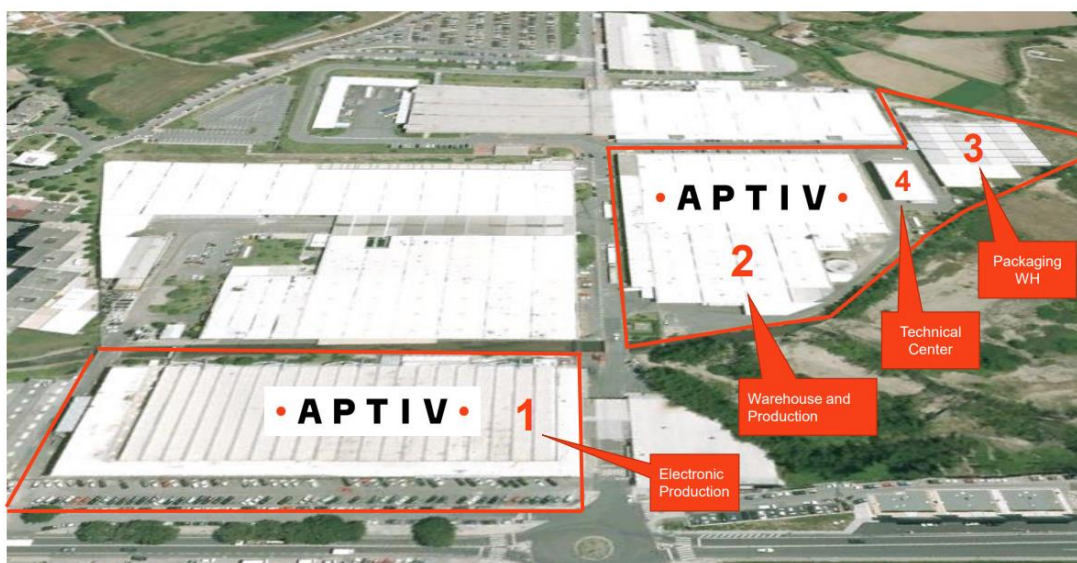 3
4
• APTIV •
2
Packaging
WH
Technical
Center
Warehouse and
Production
• APTIV •
1
Electronic
Production